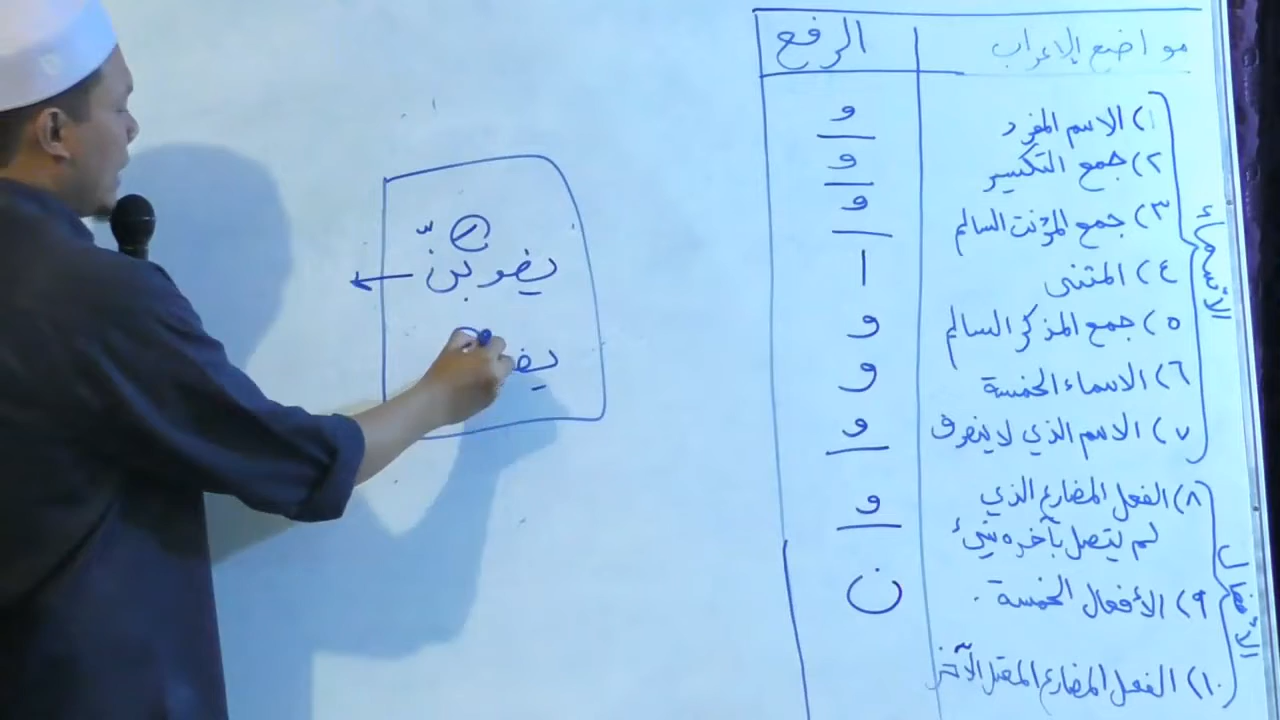 مواضع الإعراب الرفع
١) الاسم المفرد و
٢) جمع التكسير و
٣) جمع المؤنث السالم و
٤) المثنى ا
٥) جمع المذكر السالم و
٦) الاسماء الخمسة و
٧) الاسم الذي لا ينصرف و
الأسماء
٨) الفعل المضارع الذي و
لم يتصل بآخره شيئ
٩) الأفعال الخمسة ن
١٠) الفعل المضارع المعتل الآخر
الأفعال